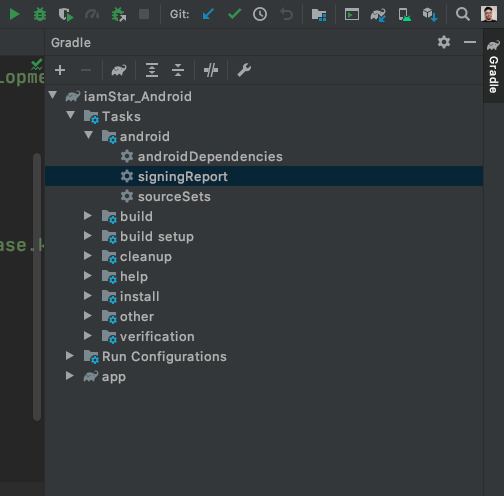 Git:
Gradle
Gradle
lopme
iamStar_Android
Tasks
android
androidDependencies
signingReport
sourceSets
build
build setup
ase.k
cleanup
help
install
other
verification
Run Configurations
app